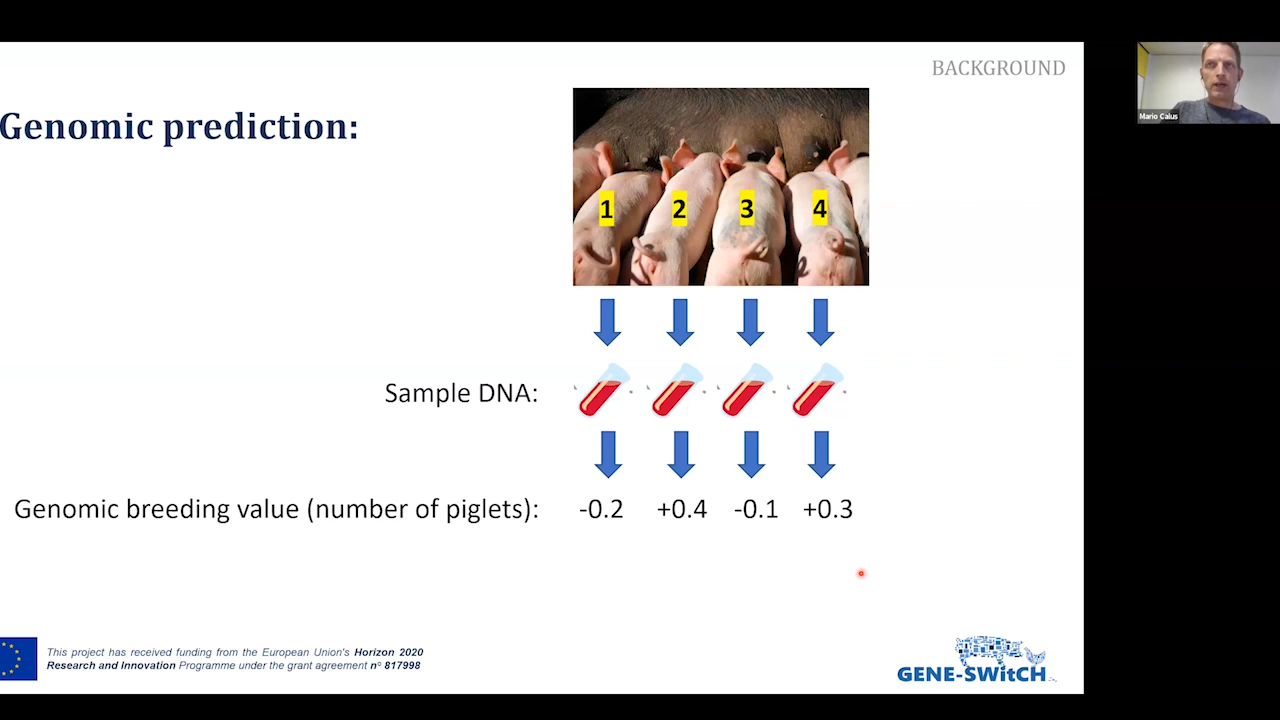 BACKGROUND
Mario Calus
Genomic prediction:
1 2 3 4
Sample DNA:
Genomic breeding value (number of piglets): -0.2 +0.4 -0.1 +0.3
This project has received funding from the European Union's Horizon 2020
Research and Innovation Programme under the grant agreement n° 817998
GENE-SWitCH